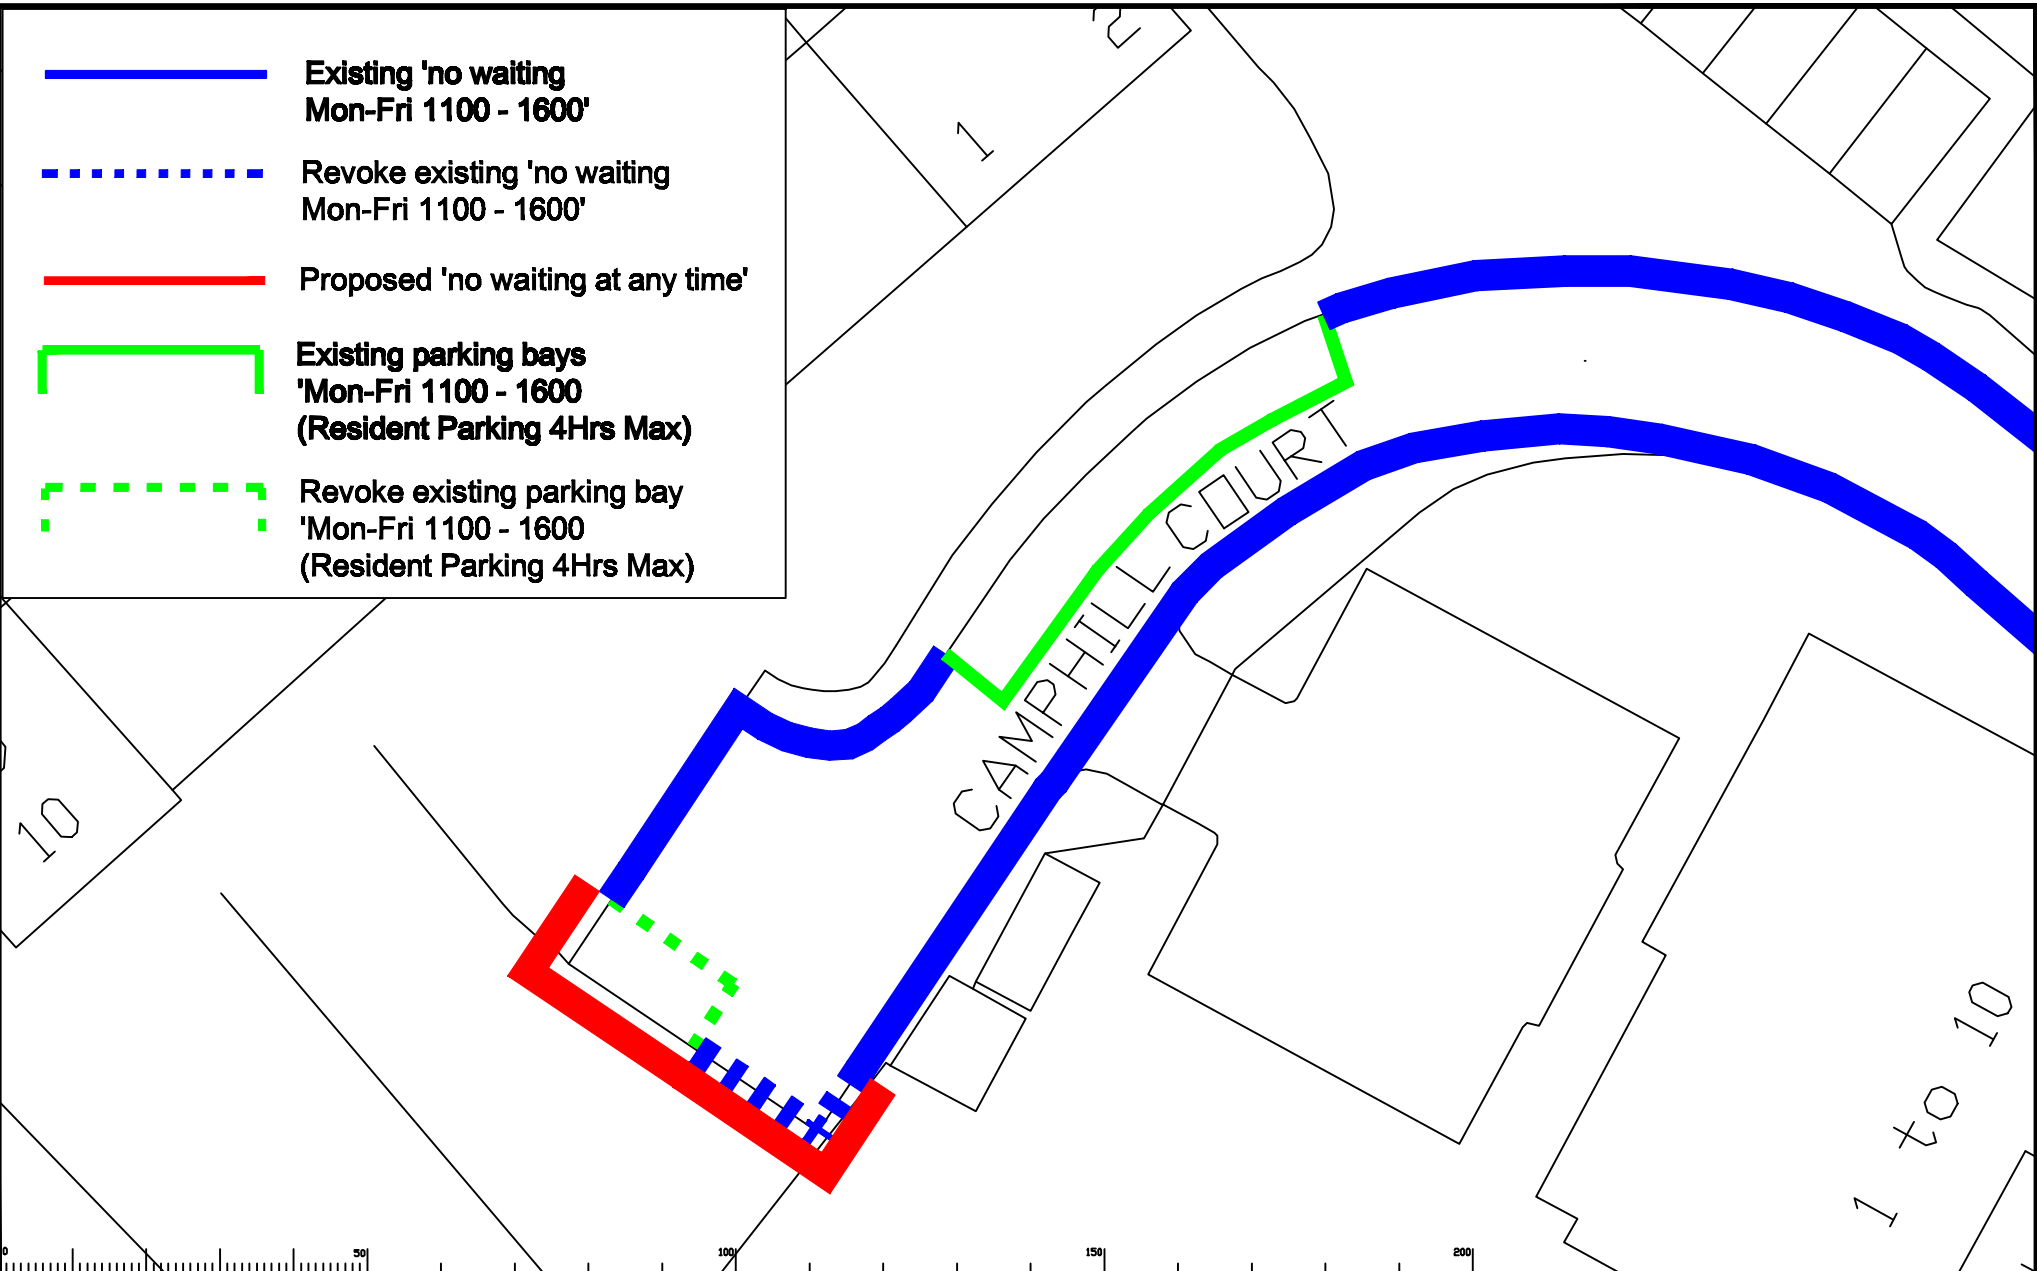 Existing 'no waiting
Mon-Fri 1100 - 1600'
Revoke existing 'no waiting
Mon-Fri 1100 - 1600'
Proposed 'no waiting at any time'
Existing parking bays
'Mon-Fri 1100 - 1600
(Resident Parking 4Hrs Max)
Revoke existing parking bay
'Mon-Fri 1100 - 1600
(Resident Parking 4Hrs Max)
2
1
CAMPHILL COURT
10
1 to 10
0
50
100
150
200